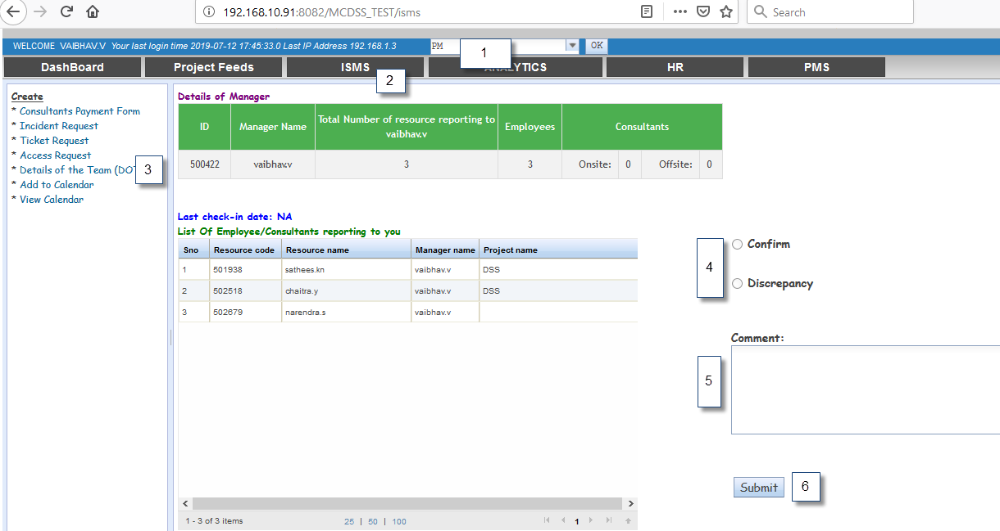 192.168.10.91:8082/MCDSS_TEST/isms
Search
WELCOME VAIBHAV.V Your last login time 2019-07-12 17:45:33.0 Last IP Address 192.168.1.3
PM
OK
1
DashBoard
Project Feeds
ISMS
ANALYTICS
HR
PMS
2
Create
* Consultants Payment Form
* Incident Request
* Ticket Request
* Access Request
* Details of the Team (DOT
* Add to Calendar
* View Calendar
3
Details of Manager
ID
Manager Name
Total Number of resource reporting to
vaibhav.v
Employees
Consultants
500422
vaibhav.v
3
3
Onsite:
0
Offsite:
0
Last check-in date: NA
List Of Employee/Consultants reporting to you
Sno Resource code Resource name Manager name Project name
1 501938 sathees.kn vaibhav.v DSS
2 502518 chaitra.y vaibhav.v DSS
3 502679 narendra.s vaibhav.v
1 - 3 of 3 items
25 | 50 | 100
1
4
Confirm
Discrepancy
Comment:
5
Submit
6